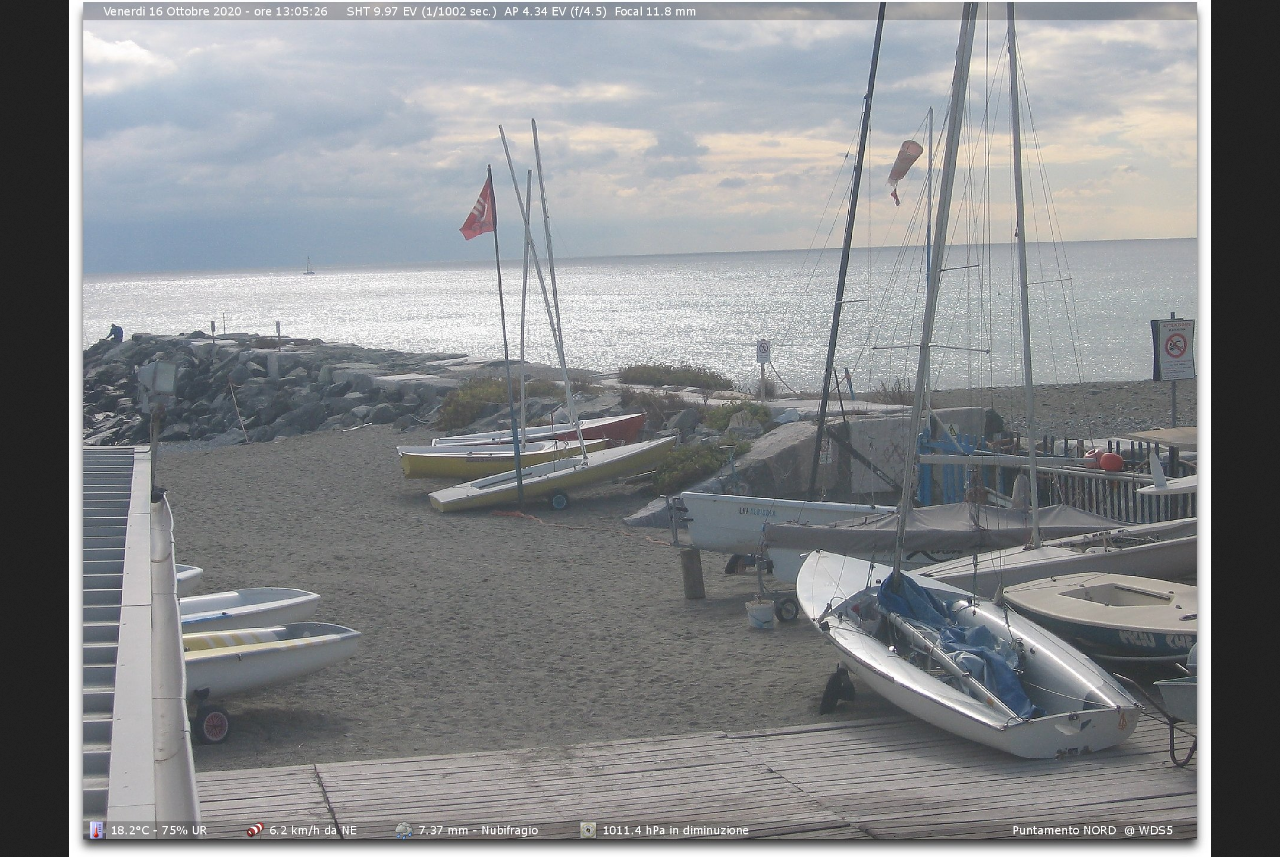 Venerdi 16 Ottobre 2020 - ore 13:05:26 SHT 9.97 EV (1/1002 sec.) AP 4.34 EV (f/4.5) Focal 11.8 mm
18.2°C - 75% UR 6.2 km/h da NE 7.37 mm - Nubifragio 1011.4 hPa in diminuzione Puntamento NORD @ WDS5